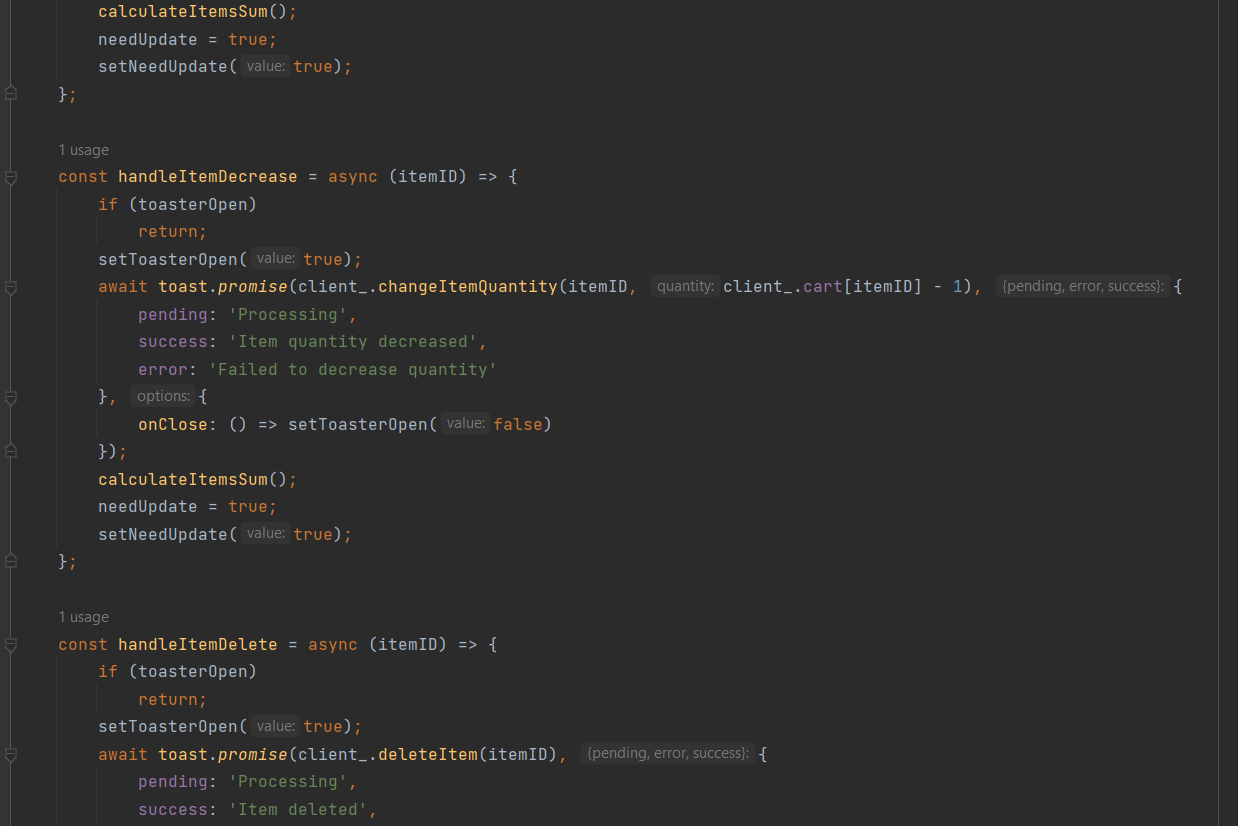 calculateItemsSum();
needUpdate = true;
setNeedUpdate( value: true);
};
1 usage
const handleItemDecrease = async (itemID) => {
if (toasterOpen)
return;
setToasterOpen( value: true);
await toast.promise(client_.changeItemQuantity(itemID, quantity: client_.cart[itemID] - 1), {pending, error, success}: {
pending: 'Processing',
success: 'Item quantity decreased',
error: 'Failed to decrease quantity'
}, options: {
onClose: () => setToasterOpen( value: false)
});
calculateItemsSum();
needUpdate = true;
setNeedUpdate( value: true);
};
1 usage
const handleItemDelete = async (itemID) => {
if (toasterOpen)
return;
setToasterOpen( value: true);
await toast.promise(client_.deleteItem(itemID), {pending, error, success}: {
pending: 'Processing',
success: 'Item deleted',